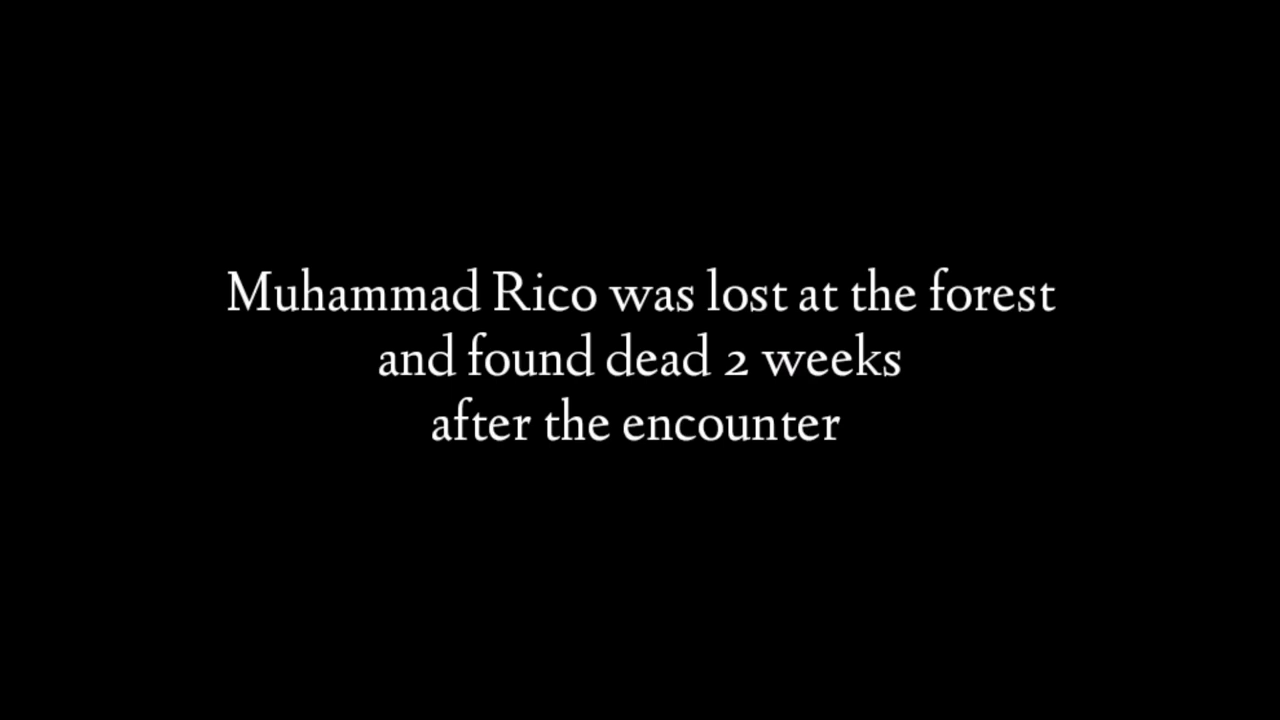 Muhammad Rico was lost at the forest
and found dead 2 weeks
after the encounter